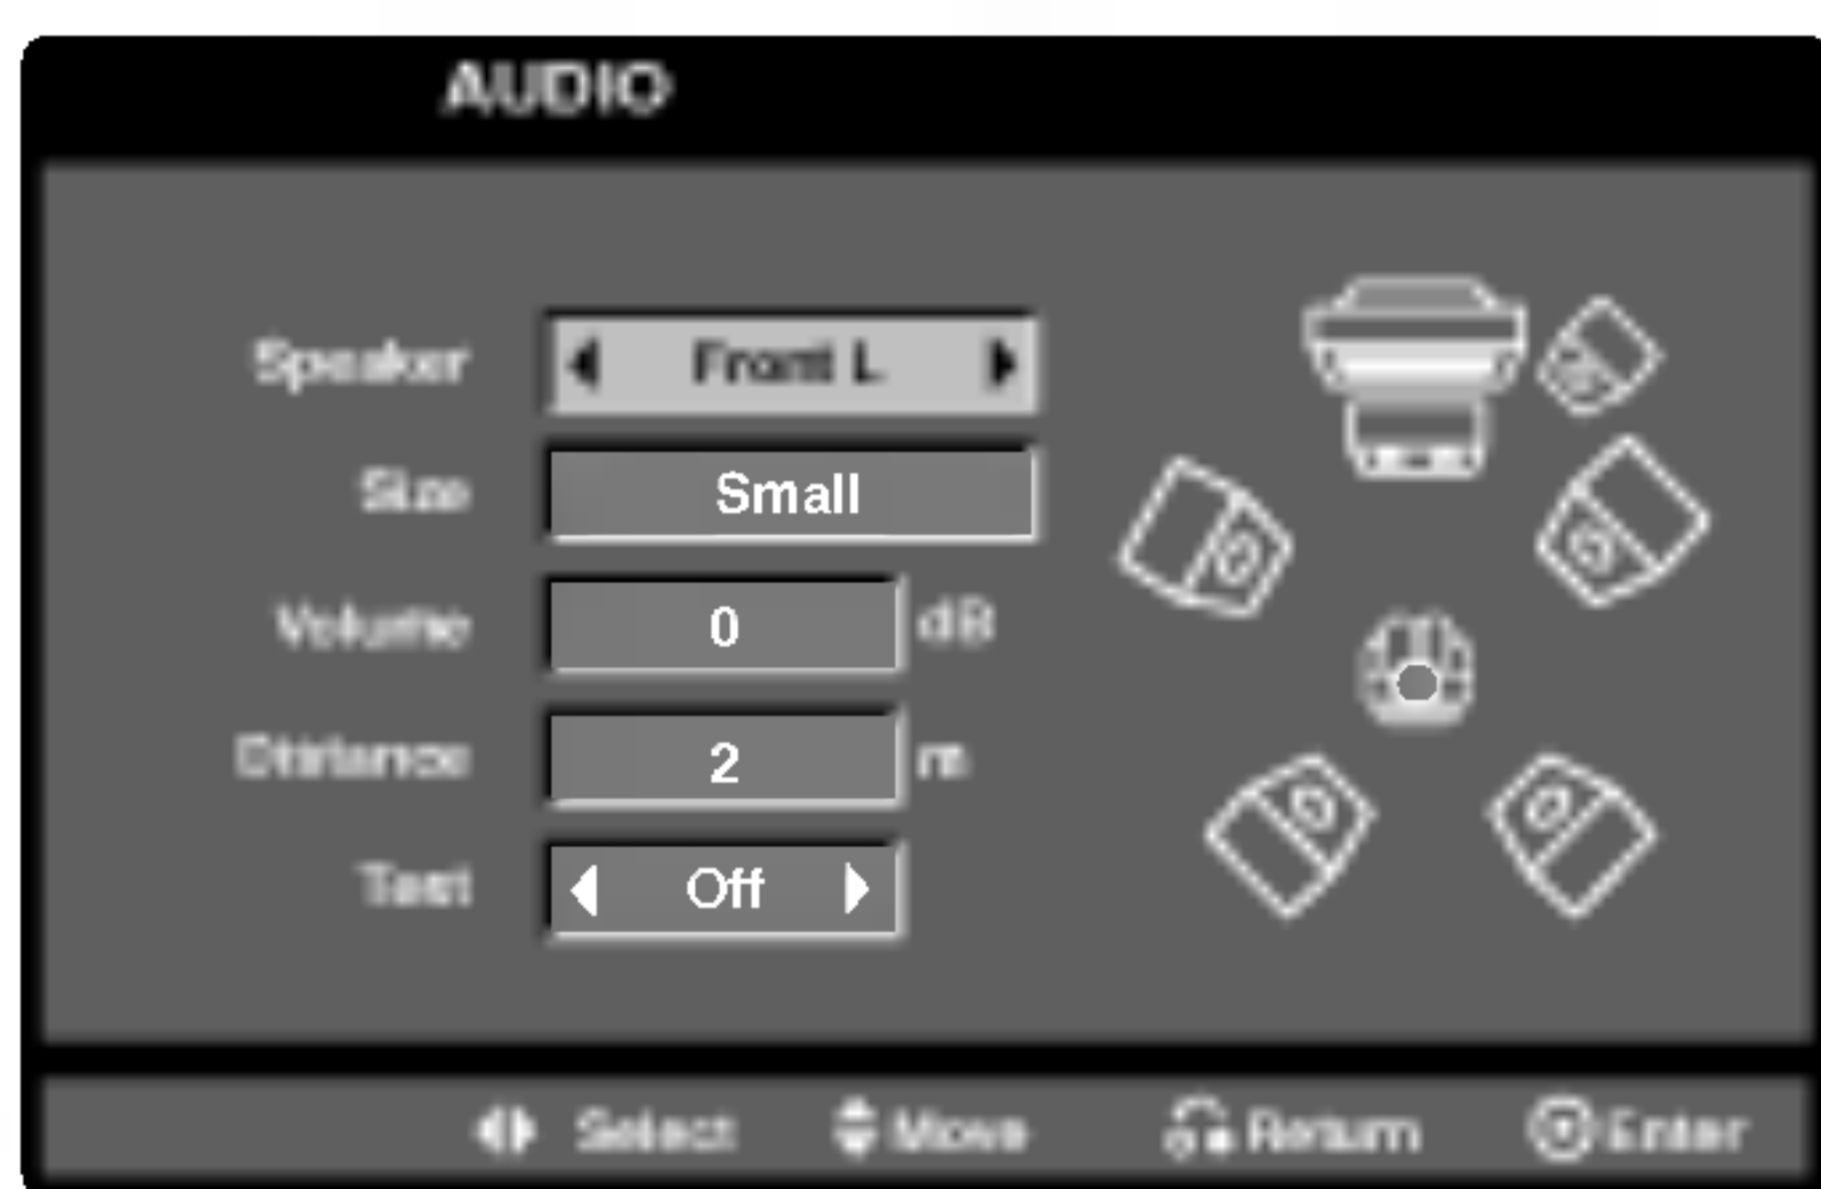 AUDIO
Speaker Front L
Size Small
Volume 0 dB
Distance 2 m
Test Off
Select Move Return Enter